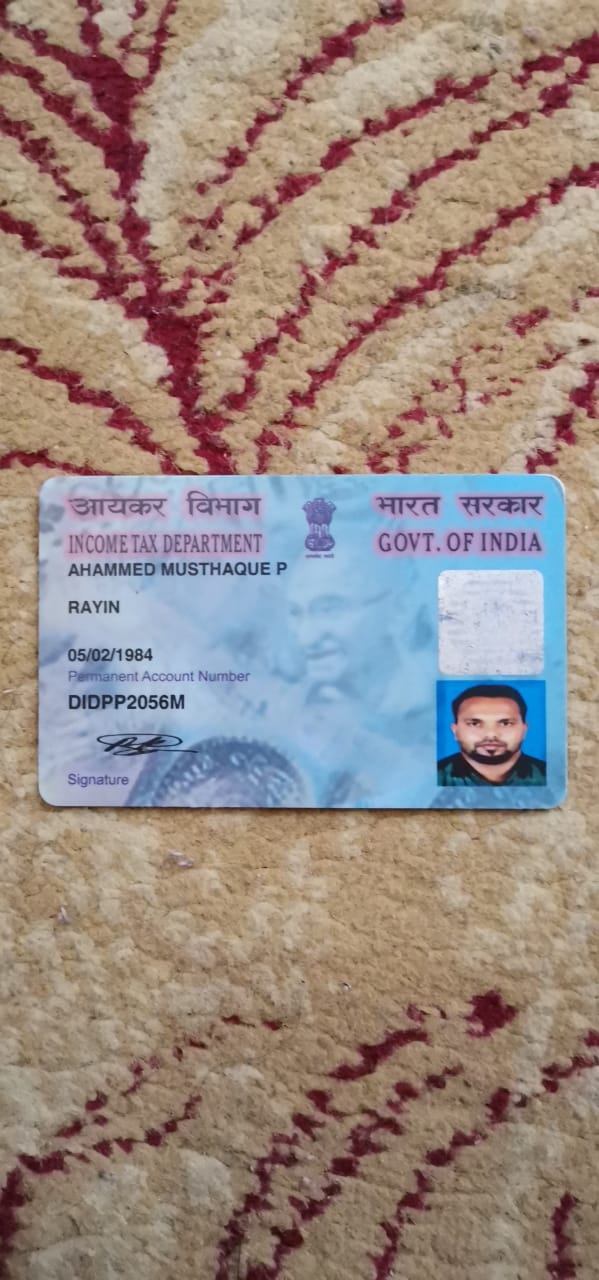 आयकर विभाग
भारत सरकार
INCOME TAX DEPARTMENT
GOVT. OF INDIA
AHAMMED MUSTHAQUE P
RAYIN
05/02/1984
Permanent Account Number
DIDPP2056M
Signature